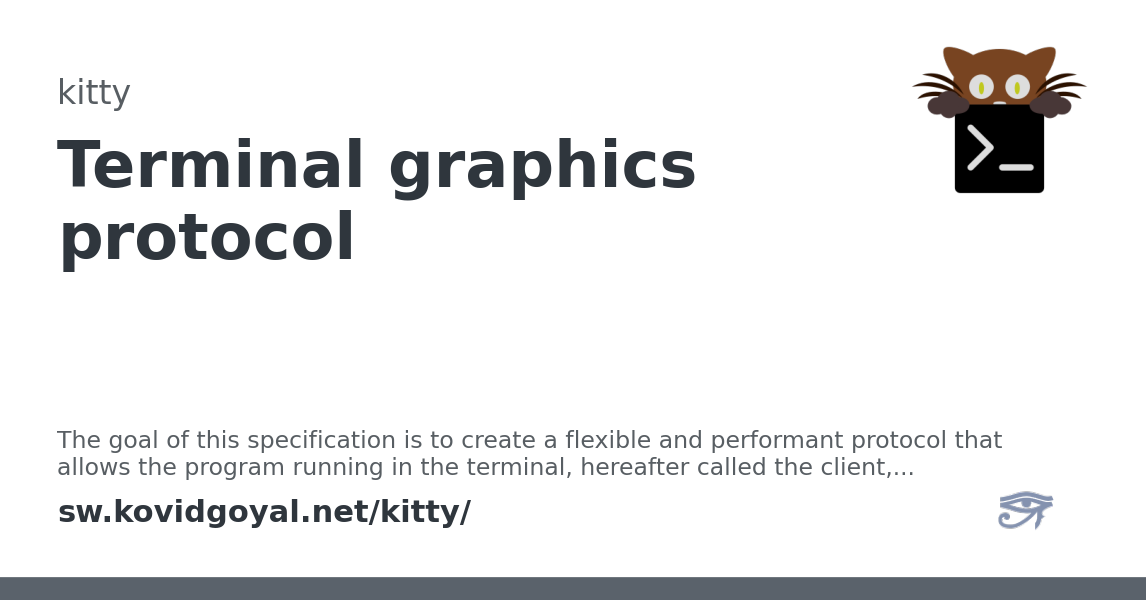 kitty
Terminal graphics
protocol
The goal of this specification is to create a flexible and performant protocol that
allows the program running in the terminal, hereafter called the client,...
sw.kovidgoyal.net/kitty/